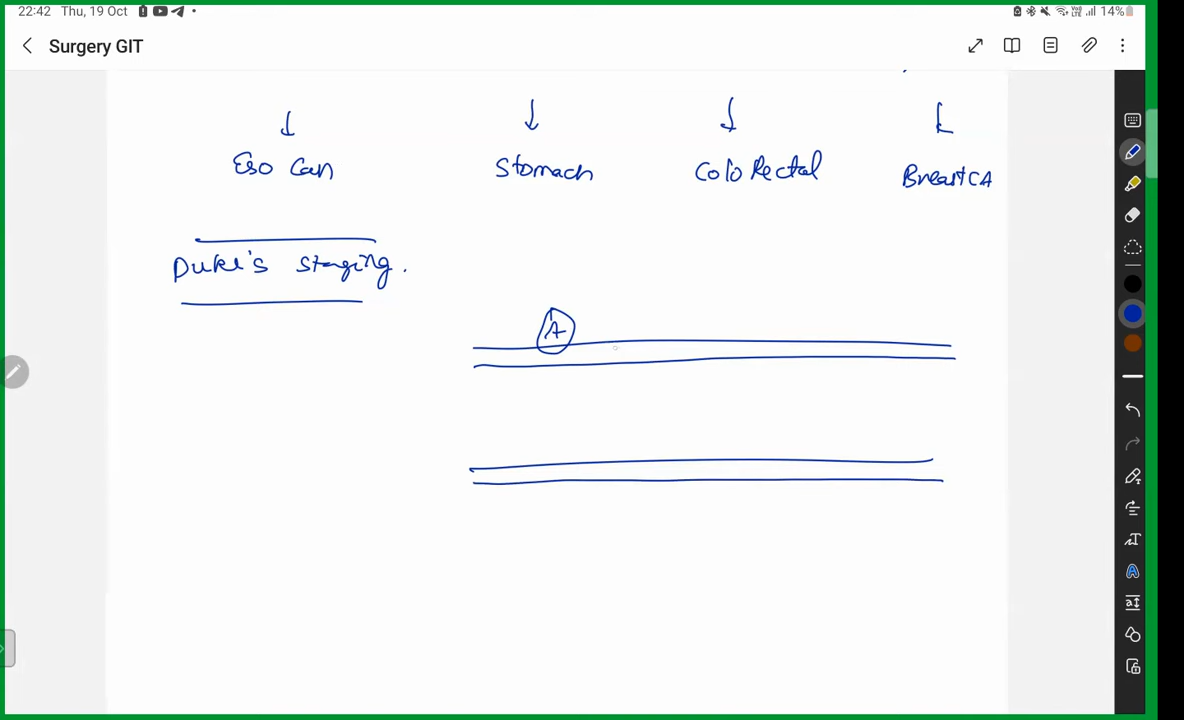 22:42 Thu, 19 Oct 14%
Surgery GIT
Eso Can Stomach Colo Rectal Breast CA
Duke's staging.
A